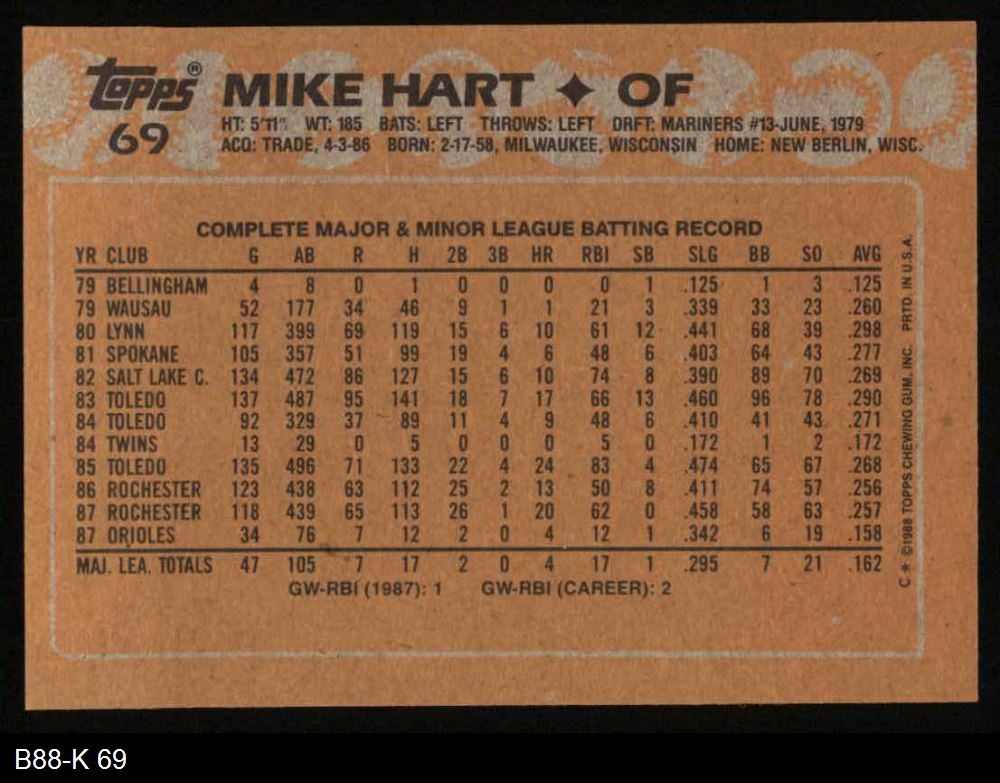 topps® MIKE HART ✦ OF
69
HT: 5'11" WT: 185 BATS: LEFT THROWS: LEFT DRFT: MARINERS #13-JUNE, 1979
ACQ: TRADE, 4-3-86 BORN: 2-17-58, MILWAUKEE, WISCONSIN HOME: NEW BERLIN, WISC.
COMPLETE MAJOR & MINOR LEAGUE BATTING RECORD
YR CLUB G AB R H 2B 3B HR RBI SB SLG BB SO AVG
79 BELLINGHAM 4 8 0 1 0 0 0 0 1 .125 1 3 .125
79 WAUSAU 52 177 34 46 9 1 1 21 3 .339 33 23 .260
80 LYNN 117 399 69 119 15 6 10 61 12 .441 68 39 .298
81 SPOKANE 105 357 51 99 19 4 6 48 6 .403 64 43 .277
82 SALT LAKE C. 134 472 86 127 15 6 10 74 8 .390 89 70 .269
83 TOLEDO 137 487 95 141 18 7 17 66 13 .460 96 78 .290
84 TOLEDO 92 329 37 89 11 4 9 48 6 .410 41 43 .271
84 TWINS 13 29 0 5 0 0 0 5 0 .172 1 2 .172
85 TOLEDO 135 496 71 133 22 4 24 83 4 .474 65 67 .268
86 ROCHESTER 123 438 63 112 25 2 13 50 8 .411 74 57 .256
87 ROCHESTER 118 439 65 113 26 1 20 62 0 .458 58 63 .257
87 ORIOLES 34 76 7 12 2 0 4 12 1 .342 6 19 .158
MAJ. LEA. TOTALS 47 105 7 17 2 0 4 17 1 .295 7 21 .162
GW-RBI (1987): 1 GW-RBI (CAREER): 2
C * ©1988 TOPPS CHEWING GUM, INC. PRTD. IN U.S.A.
B88-K 69